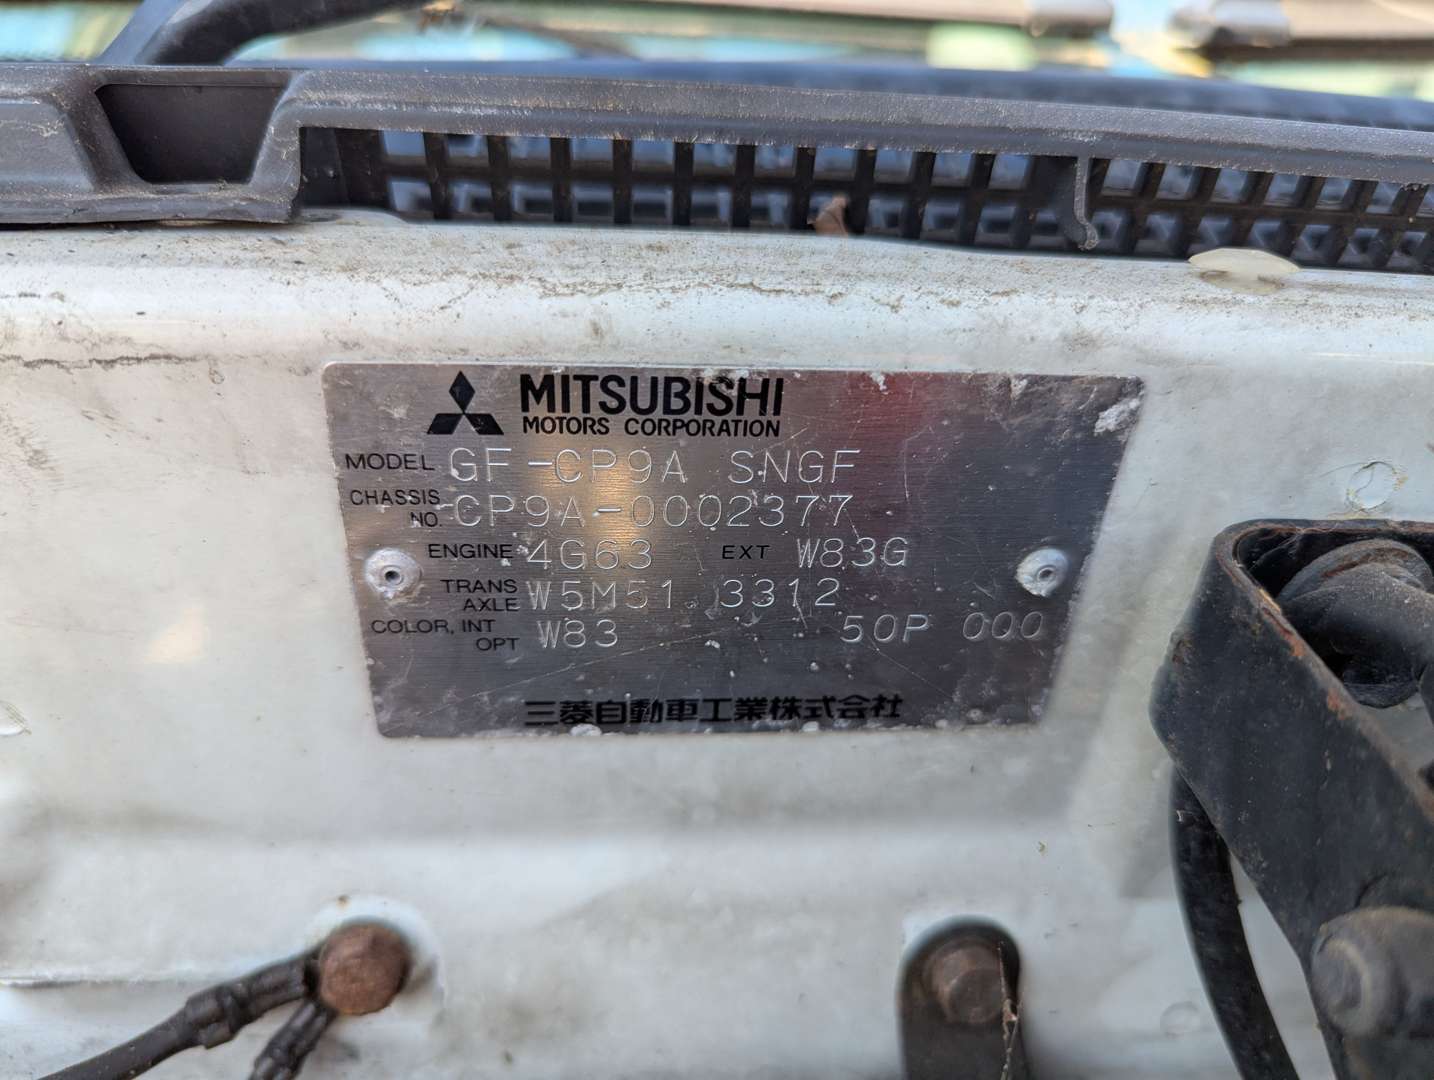 MITSUBISHI
MOTORS CORPORATION
MODEL GF-CP9A SNGF
CHASSIS NO. CP9A-0002377
ENGINE 4G63 EXT W83G
TRANS AXLE W5M51 3312
COLOR, INT OPT W83 50P 000
三菱自動車工業株式会社